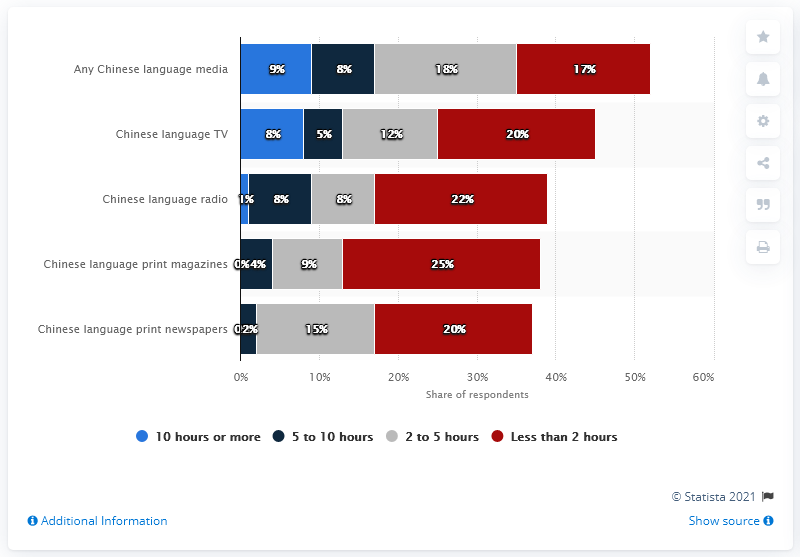 Any Chinese language media 9% 8% 18% 17%
Chinese language TV 8% 5% 12% 20%
Chinese language radio 1% 8% 8% 22%
Chinese language print magazines 0% 4% 9% 25%
Chinese language print newspapers 0 2% 15% 20%
0% 10% 20% 30% 40% 50% 60%
Share of respondents
10 hours or more 5 to 10 hours 2 to 5 hours Less than 2 hours
© Statista 2021
Additional Information Show source